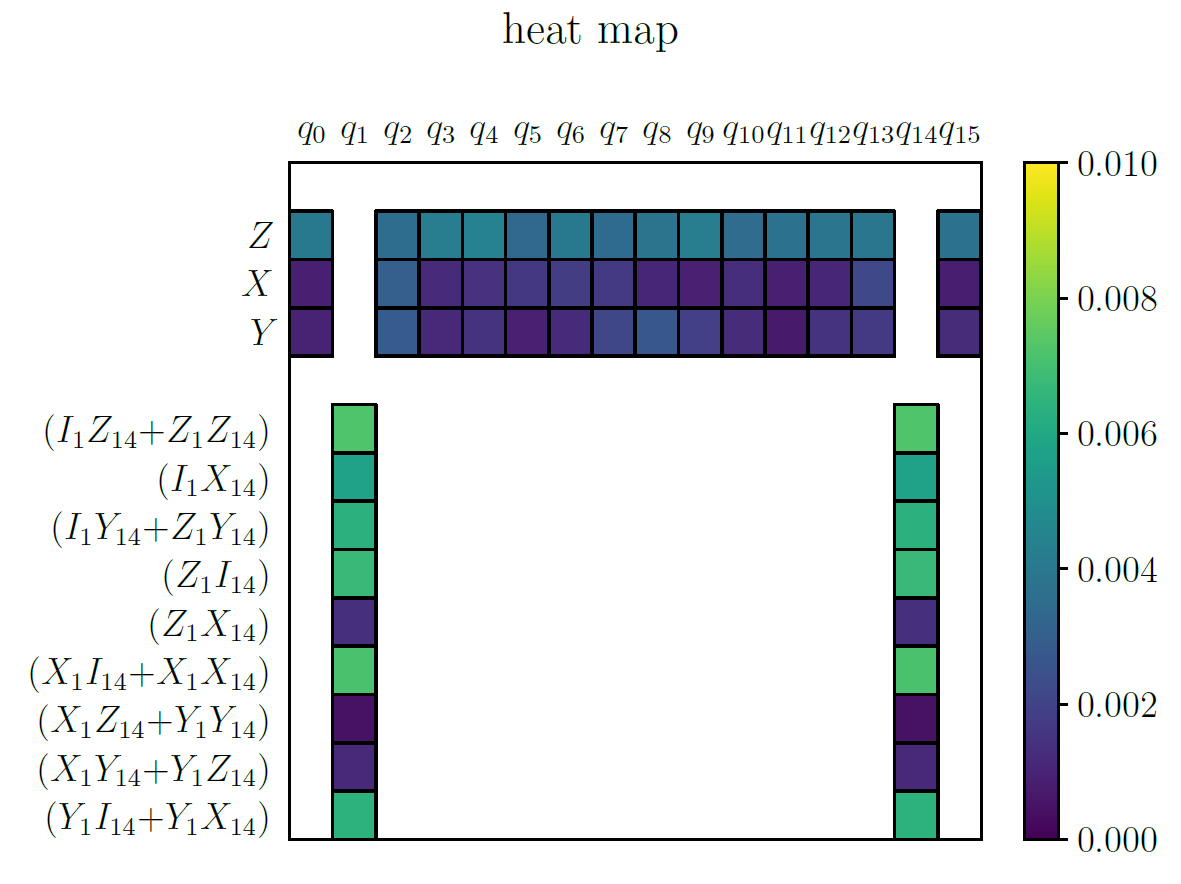 heat map
q0 q1 q2 q3 q4 q5 q6 q7 q8 q9 q10 q11 q12 q13 q14 q15
Z
X
Y
(I1Z14+Z1Z14)
(I1X14)
(I1Y14+Z1Y14)
(Z1I14)
(Z1X14)
(X1I14+X1X14)
(X1Z14+Y1Y14)
(X1Y14+Y1Z14)
(Y1I14+Y1X14)
0.010
0.008
0.006
0.004
0.002
0.000